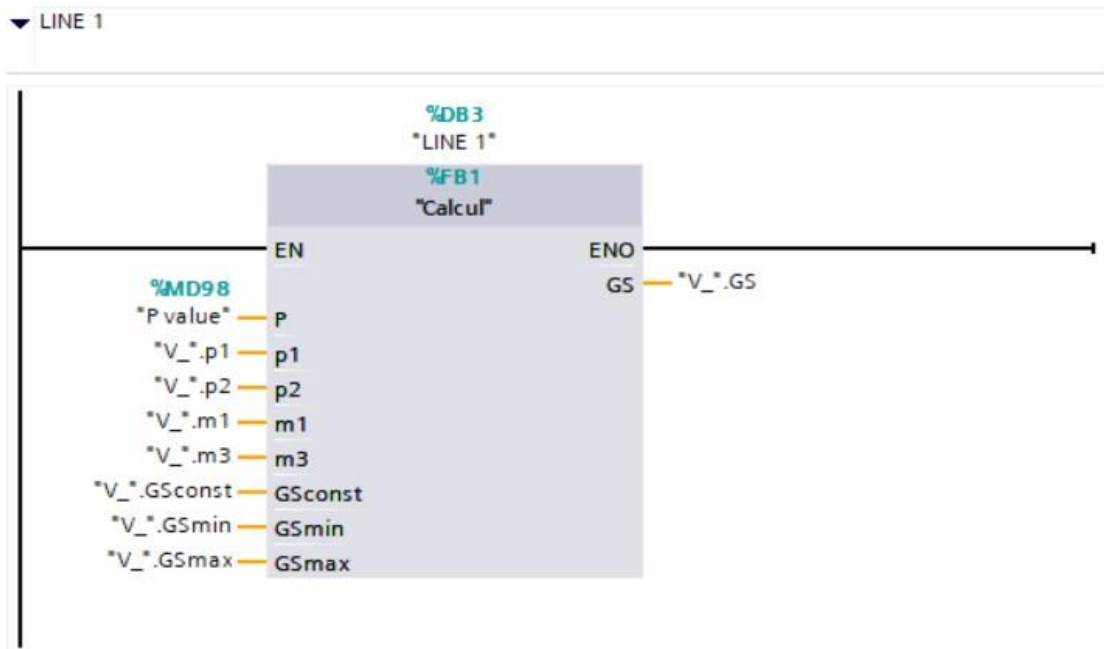 LINE 1
%DB3
"LINE 1"
%FB1
"Calcul"
EN ENO
GS "V_".GS
%MD98
"P value" P
"V_".p1 p1
"V_".p2 p2
"V_".m1 m1
"V_".m3 m3
"V_".GSconst GSconst
"V_".GSmin GSmin
"V_".GSmax GSmax